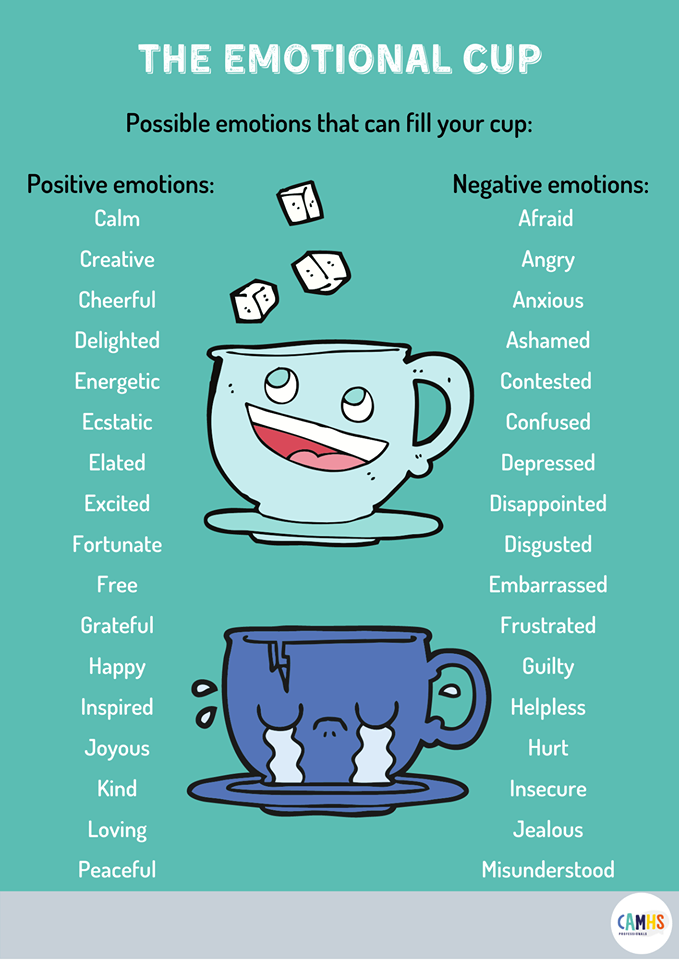 THE EMOTIONAL CUP
Possible emotions that can fill your cup:
Positive emotions:
Calm
Creative
Cheerful
Delighted
Energetic
Ecstatic
Elated
Excited
Fortunate
Free
Grateful
Happy
Inspired
Joyous
Kind
Loving
Peaceful
Negative emotions:
Afraid
Angry
Anxious
Ashamed
Contested
Confused
Depressed
Disappointed
Disgusted
Embarrassed
Frustrated
Guilty
Helpless
Hurt
Insecure
Jealous
Misunderstood
CAMHS
PROFESSIONALS